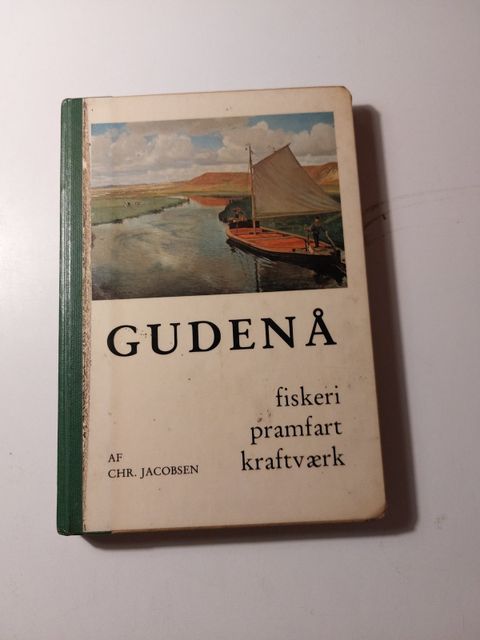 GUDENÅ
fiskeri
pramfart
kraftværk
AF
CHR. JACOBSEN